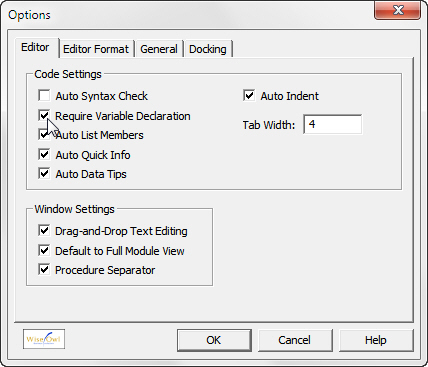 Options
Editor
Editor Format
General
Docking
Code Settings
Auto Syntax Check
Auto Indent
Require Variable Declaration
Tab Width: 4
Auto List Members
Auto Quick Info
Auto Data Tips
Window Settings
Drag-and-Drop Text Editing
Default to Full Module View
Procedure Separator
Wise Owl
OK
Cancel
Help